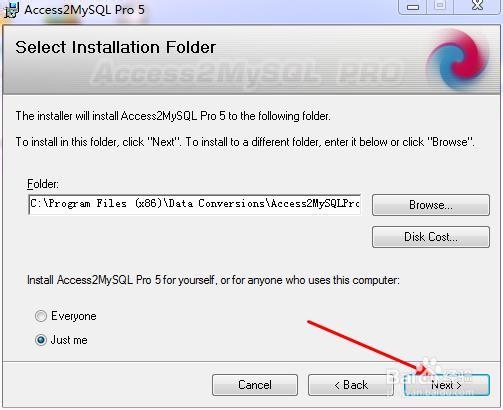 Access2MySQL Pro 5
Select Installation Folder
Access2MySQL PRO
The installer will install Access2MySQL Pro 5 to the following folder.
To install in this folder, click "Next". To install to a different folder, enter it below or click "Browse".
Folder:
C:\Program Files (x86)\Data Conversions\Access2MySQLPro
Browse...
Disk Cost...
Install Access2MySQL Pro 5 for yourself, or for anyone who uses this computer:
Everyone
Just me
Cancel
< Back
Next >